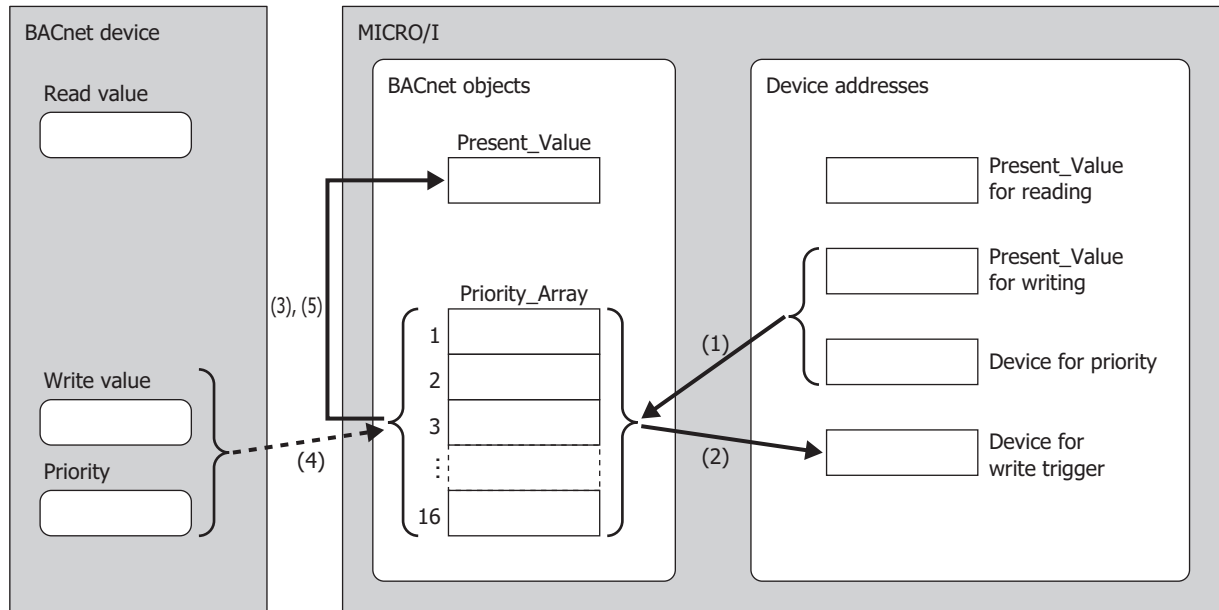 BACnet device
Read value
Write value
Priority
MICRO/I
BACnet objects
Present_Value
(3), (5)
Priority_Array
1
2
3
⋮
16
(4)
(1)
(2)
Device addresses
Present_Value
for reading
Present_Value
for writing
Device for priority
Device for
write trigger